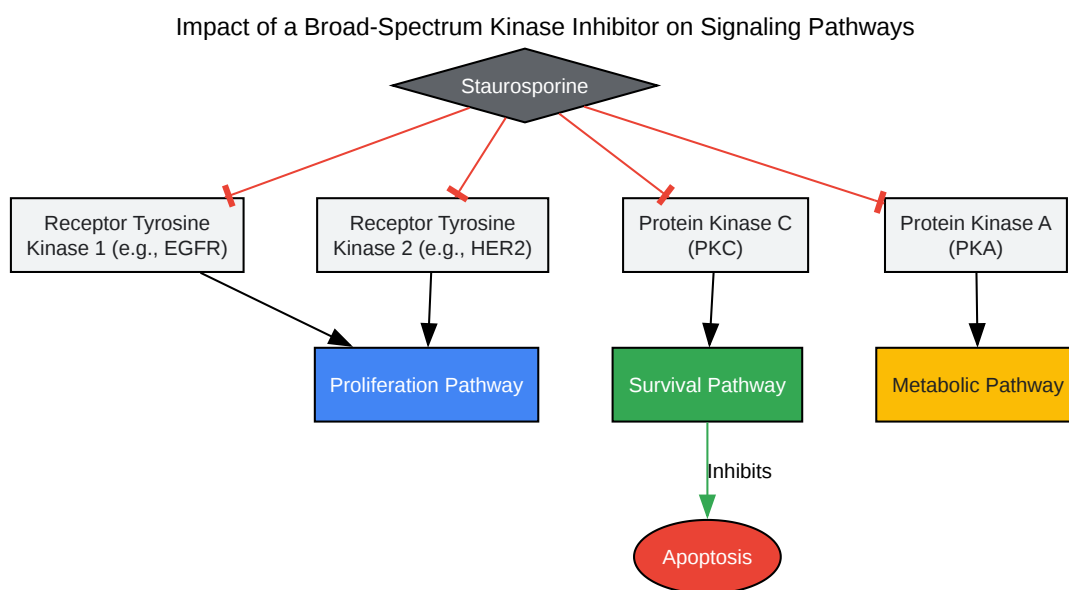 Impact of a Broad-Spectrum Kinase Inhibitor on Signaling Pathways
Staurosporine
Receptor Tyrosine
Kinase 1 (e.g., EGFR)
Receptor Tyrosine
Kinase 2 (e.g., HER2)
Protein Kinase C
(PKC)
Protein Kinase A
(PKA)
Proliferation Pathway
Survival Pathway
Metabolic Pathway
Inhibits
Apoptosis